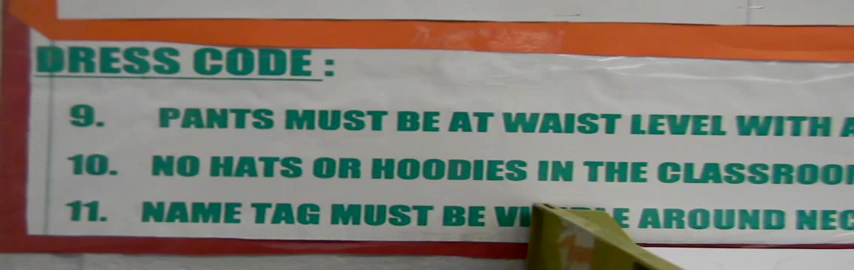 DRESS CODE :
9. PANTS MUST BE AT WAIST LEVEL WITH
10. NO HATS OR HOODIES IN THE
11. NAME TAG MUST BE AROUND